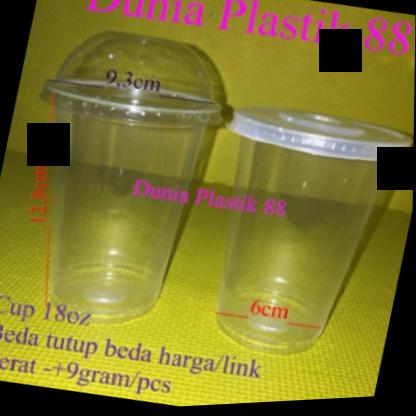 Dunia Plastik 88
9,3cm
12,8cm
Dunia Plastik 88
6cm
Cup 18oz
Beda tutup beda harga/link
erat -+9gram/pcs